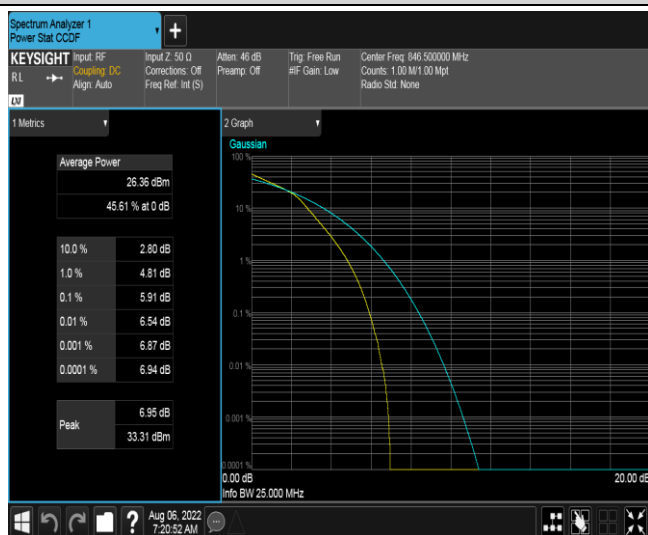 Spectrum Analyzer 1
Power Stat CCDF
KEYSIGHT
RL
LXI
Input: RF
Coupling: DC
Align: Auto
Input Z: 50 Ω
Corrections: Off
Freq Ref: Int (S)
Atten: 46 dB
Preamp: Off
Trig: Free Run
#IF Gain: Low
Center Freq: 846.500000 MHz
Counts: 1.00 M/1.00 Mpt
Radio Std: None
1 Metrics
Average Power
26.36 dBm
45.61 % at 0 dB
10.0 % 2.80 dB
1.0 % 4.81 dB
0.1 % 5.91 dB
0.01 % 6.54 dB
0.001 % 6.87 dB
0.0001 % 6.94 dB
Peak
6.95 dB
33.31 dBm
2 Graph
Gaussian
100 %
10 %
1 %
0.1 %
0.01 %
0.001 %
0.0001 %
0.00 dB
20.00 dB
Info BW 25.000 MHz
?
Aug 06, 2022
7:20:52 AM